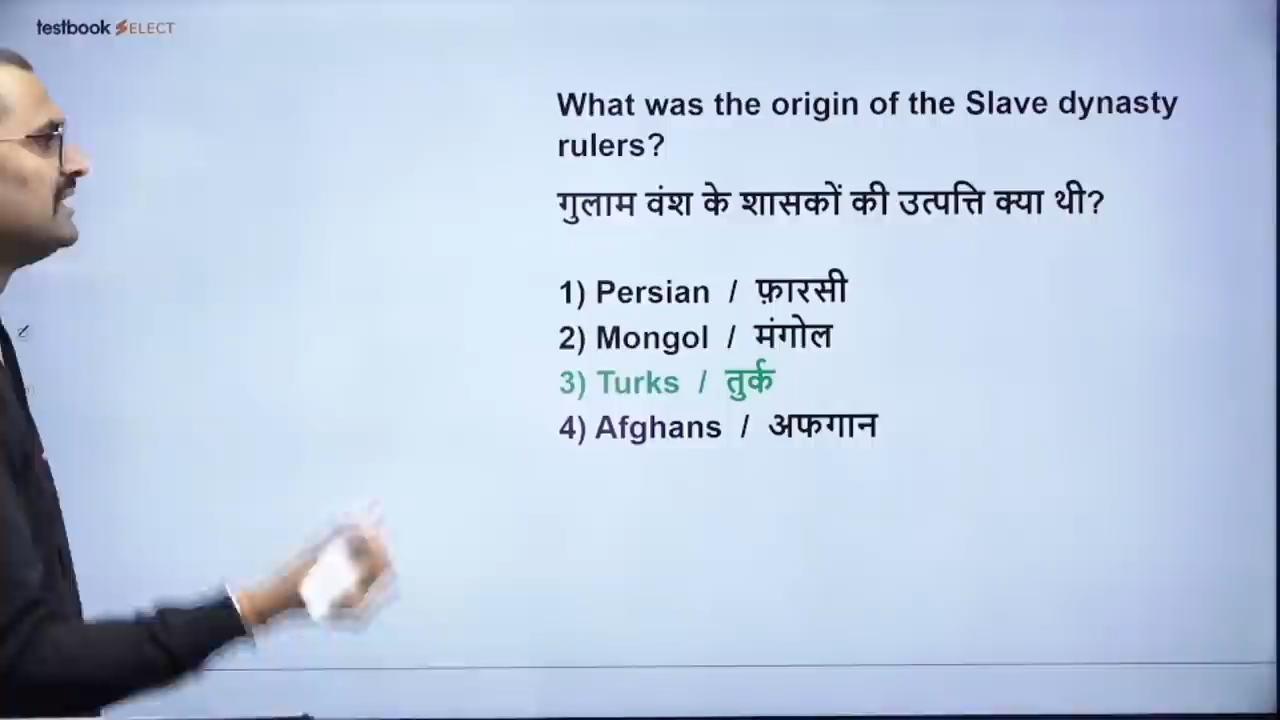 testbook SELECT
What was the origin of the Slave dynasty
rulers?
गुलाम वंश के शासकों की उत्पत्ति क्या थी?
1) Persian / फ़ारसी
2) Mongol / मंगोल
3) Turks / तुर्क
4) Afghans / अफगान